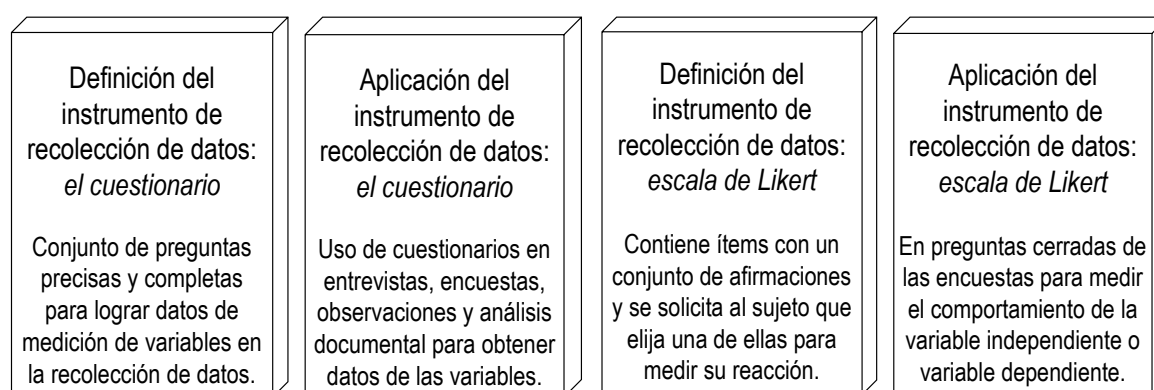 Definición del
instrumento de
recolección de datos:
el cuestionario
Conjunto de preguntas
precisas y completas
para lograr datos de
medición de variables en
la recolección de datos.
Aplicación del
instrumento de
recolección de datos:
el cuestionario
Uso de cuestionarios en
entrevistas, encuestas,
observaciones y análisis
documental para obtener
datos de las variables.
Definición del
instrumento de
recolección de datos:
escala de Likert
Contiene ítems con un
conjunto de afirmaciones
y se solicita al sujeto que
elija una de ellas para
medir su reacción.
Aplicación del
instrumento de
recolección de datos:
escala de Likert
En preguntas cerradas de
las encuestas para medir
el comportamiento de la
variable independiente o
variable dependiente.